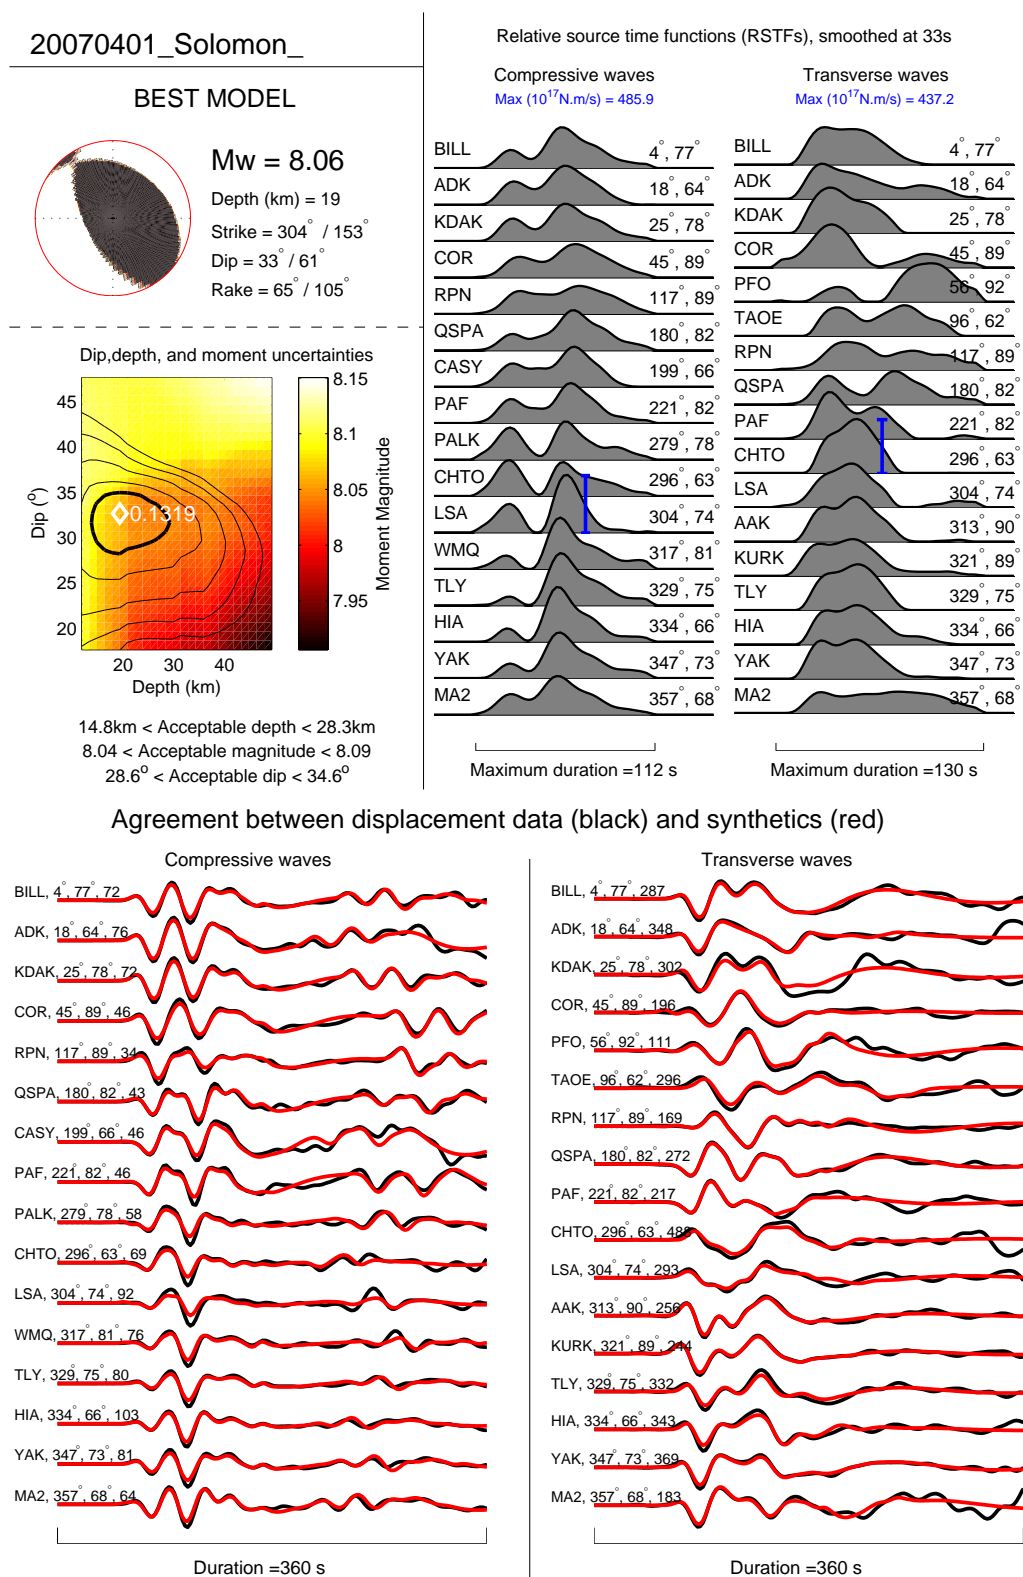 20070401_Solomon_
BEST MODEL
Mw = 8.06
Depth (km) = 19
Strike = 304° / 153°
Dip = 33° / 61°
Rake = 65° / 105°
Dip,depth, and moment uncertainties
45
40
35
30
25
20
Dip (o)
0.1319
20 30 40
Depth (km)
8.15
8.1
8.05
8
7.95
Moment Magnitude
14.8km < Acceptable depth < 28.3km
8.04 < Acceptable magnitude < 8.09
28.6o < Acceptable dip < 34.6o
Relative source time functions (RSTFs), smoothed at 33s
Compressive waves
Max (10^17N.m/s) = 485.9
BILL 4°, 77°
ADK 18°, 64°
KDAK 25°, 78°
COR 45°, 89°
RPN 117°, 89°
QSPA 180°, 82°
CASY 199°, 66°
PAF 221°, 82°
PALK 279°, 78°
CHTO 296°, 63°
LSA 304°, 74°
WMQ 317°, 81°
TLY 329°, 75°
HIA 334°, 66°
YAK 347°, 73°
MA2 357°, 68°
Maximum duration =112 s
Transverse waves
Max (10^17N.m/s) = 437.2
BILL 4°, 77°
ADK 18°, 64°
KDAK 25°, 78°
COR 45°, 89°
PFO 56°, 92°
TAOE 96°, 62°
RPN 117°, 89°
QSPA 180°, 82°
PAF 221°, 82°
CHTO 296°, 63°
LSA 304°, 74°
AAK 313°, 90°
KURK 321°, 89°
TLY 329°, 75°
HIA 334°, 66°
YAK 347°, 73°
MA2 357°, 68°
Maximum duration =130 s
Agreement between displacement data (black) and synthetics (red)
Compressive waves
BILL, 4°, 77°, 72
ADK, 18°, 64°, 76
KDAK, 25°, 78°, 72
COR, 45°, 89°, 46
RPN, 117°, 89°, 34
QSPA, 180°, 82°, 43
CASY, 199°, 66°, 46
PAF, 221°, 82°, 46
PALK, 279°, 78°, 58
CHTO, 296°, 63°, 69
LSA, 304°, 74°, 92
WMQ, 317°, 81°, 76
TLY, 329°, 75°, 80
HIA, 334°, 66°, 103
YAK, 347°, 73°, 81
MA2, 357°, 68°, 64
Duration =360 s
Transverse waves
BILL, 4°, 77°, 287
ADK, 18°, 64°, 348
KDAK, 25°, 78°, 302
COR, 45°, 89°, 196
PFO, 56°, 92°, 111
TAOE, 96°, 62°, 296
RPN, 117°, 89°, 169
QSPA, 180°, 82°, 272
PAF, 221°, 82°, 217
CHTO, 296°, 63°, 488
LSA, 304°, 74°, 293
AAK, 313°, 90°, 256
KURK, 321°, 89°, 244
TLY, 329°, 75°, 332
HIA, 334°, 66°, 343
YAK, 347°, 73°, 369
MA2, 357°, 68°, 183
Duration =360 s